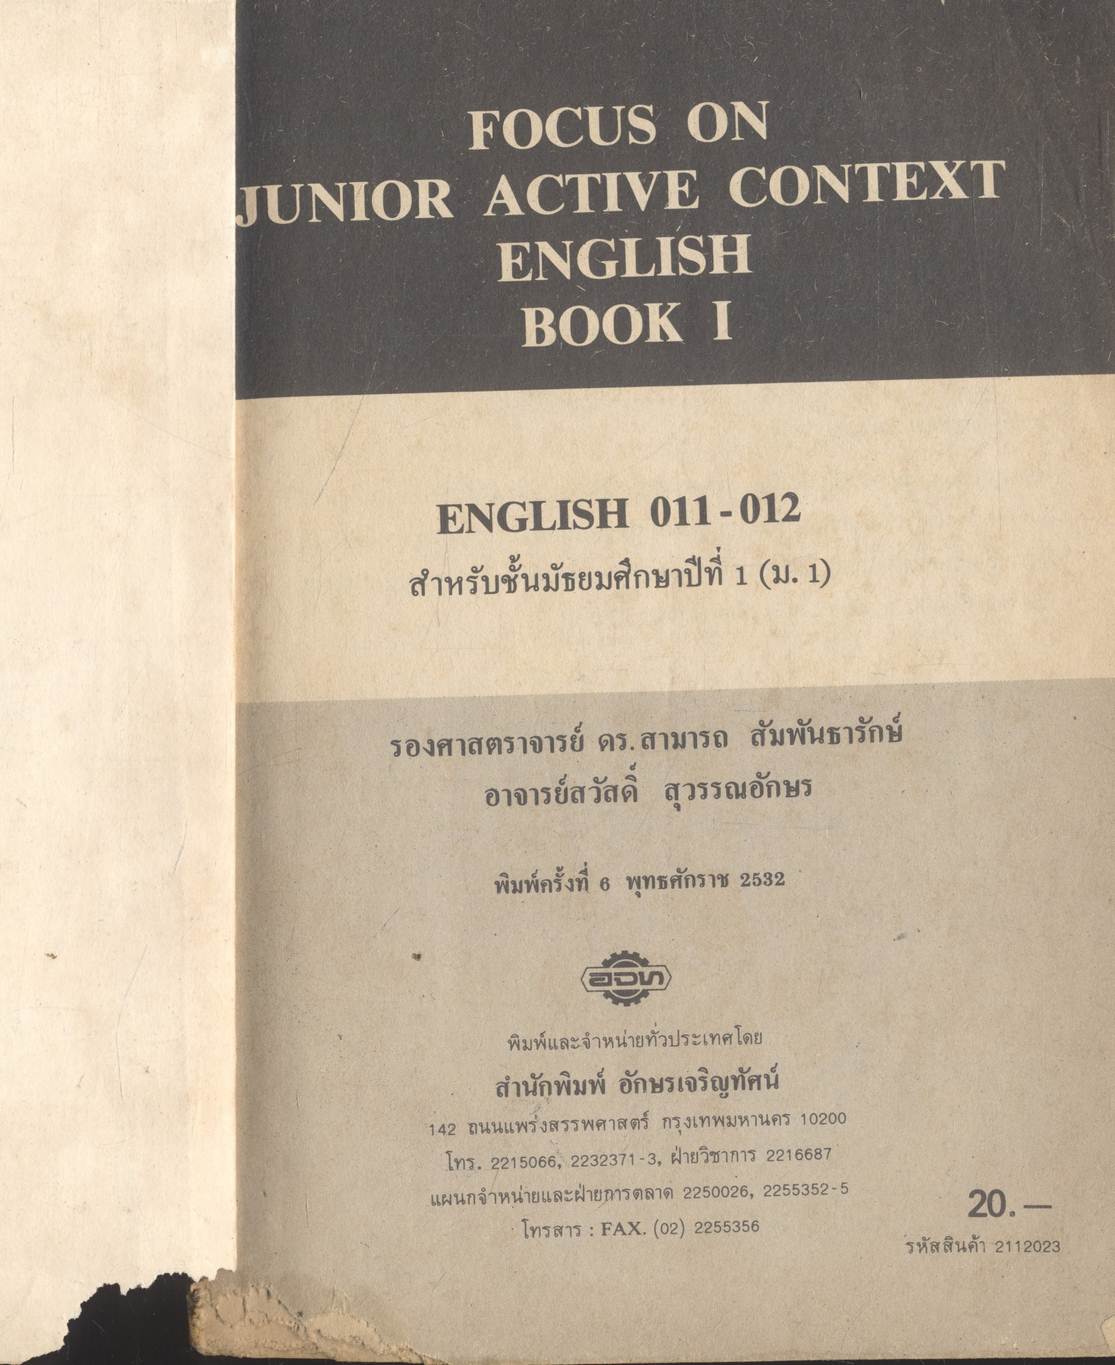 FOCUS ON
JUNIOR ACTIVE CONTEXT
ENGLISH
BOOK I
ENGLISH 011-012
สำหรับชั้นมัธยมศึกษาปีที่ 1 (ม. 1)
รองศาสตราจารย์ ดร. สามารถ สัมพันธารักษ์
อาจารย์สวัสดิ์ สุวรรณอักษร
พิมพ์ครั้งที่ 6 พุทธศักราช 2532
อจท
พิมพ์และจำหน่ายทั่วประเทศโดย
สำนักพิมพ์ อักษรเจริญทัศน์
142 ถนนแพร่งสรรพศาสตร์ กรุงเทพมหานคร 10200
โทร. 2215066, 2232371-3, ฝ่ายวิชาการ 2216687
แผนกจำหน่ายและฝ่ายการตลาด 2250026, 2255352-5
โทรสาร : FAX. (02) 2255356
20.—
รหัสสินค้า 2112023